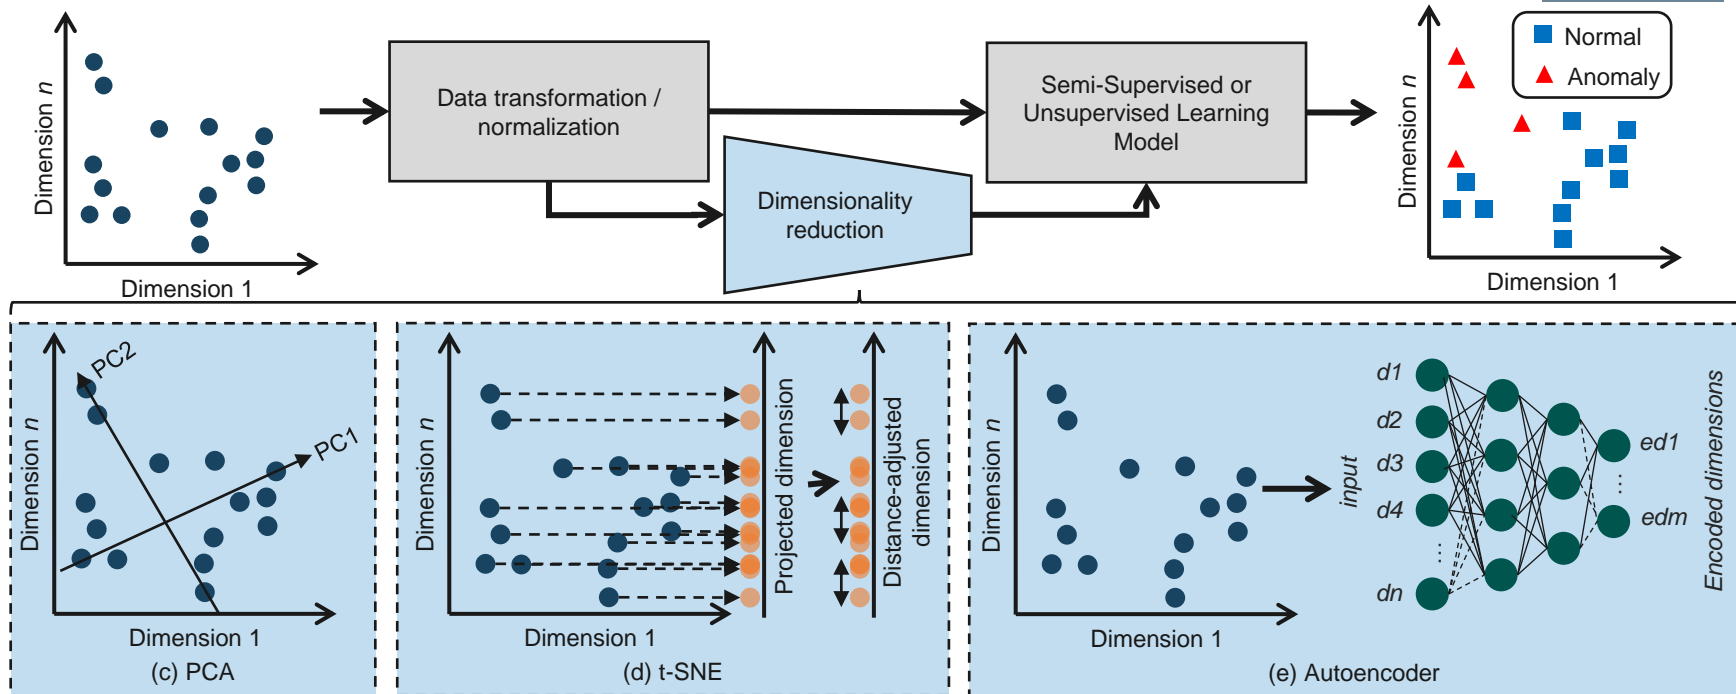 Dimension n
Dimension 1
Data transformation /
normalization
Dimensionality
reduction
Semi-Supervised or
Unsupervised Learning
Model
Dimension n
Normal
Anomaly
Dimension 1
Dimension n
PC2
PC1
Dimension 1
(c) PCA
Dimension n
Projected dimension
Distance-adjusted
dimension
Dimension 1
(d) t-SNE
Dimension n
Dimension 1
input
d1
d2
d3
d4
...
dn
ed1
...
edm
Encoded dimensions
(e) Autoencoder